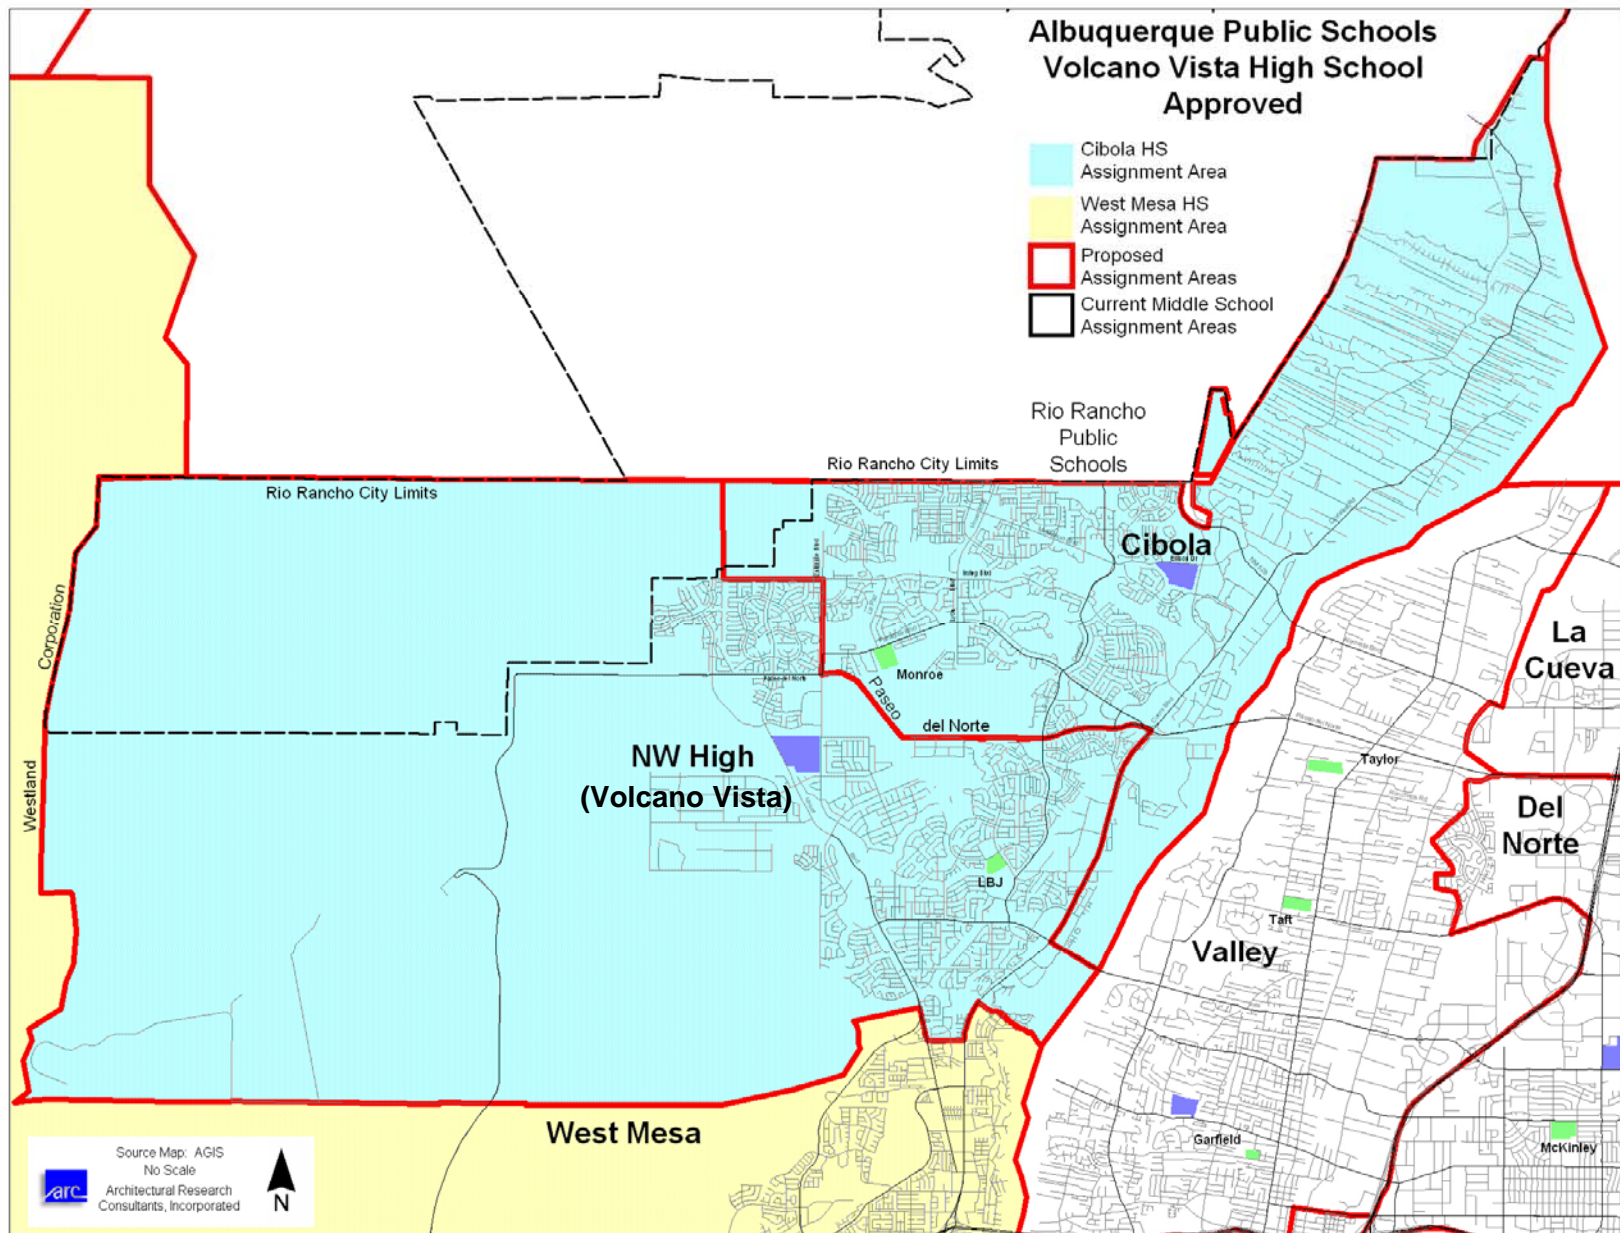 Albuquerque Public Schools
Volcano Vista High School
Approved
Cibola HS
Assignment Area
West Mesa HS
Assignment Area
Proposed
Assignment Areas
Current Middle School
Assignment Areas
Rio Rancho
Public
Schools
Rio Rancho City Limits
Rio Rancho City Limits
Cibola
Corporation
La
Cueva
Monroe
Paseo
del Norte
NW High
(Volcano Vista)
Taylor
Westland
Del
Norte
LBJ
Taft
Valley
West Mesa
Garfield
McKinley
Source Map: AGIS
No Scale
arc
Architectural Research
Consultants, Incorporated
N